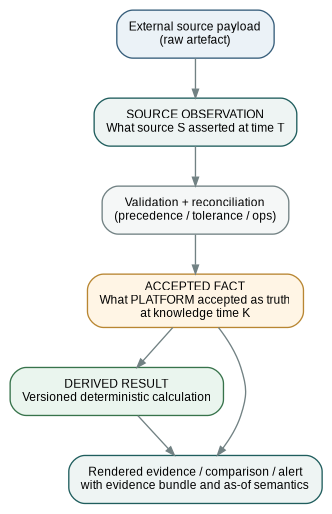 External source payload
(raw artefact)
SOURCE OBSERVATION
What source S asserted at time T
Validation + reconciliation
(precedence / tolerance / ops)
ACCEPTED FACT
What PLATFORM accepted as truth
at knowledge time K
DERIVED RESULT
Versioned deterministic calculation
Rendered evidence / comparison / alert
with evidence bundle and as-of semantics